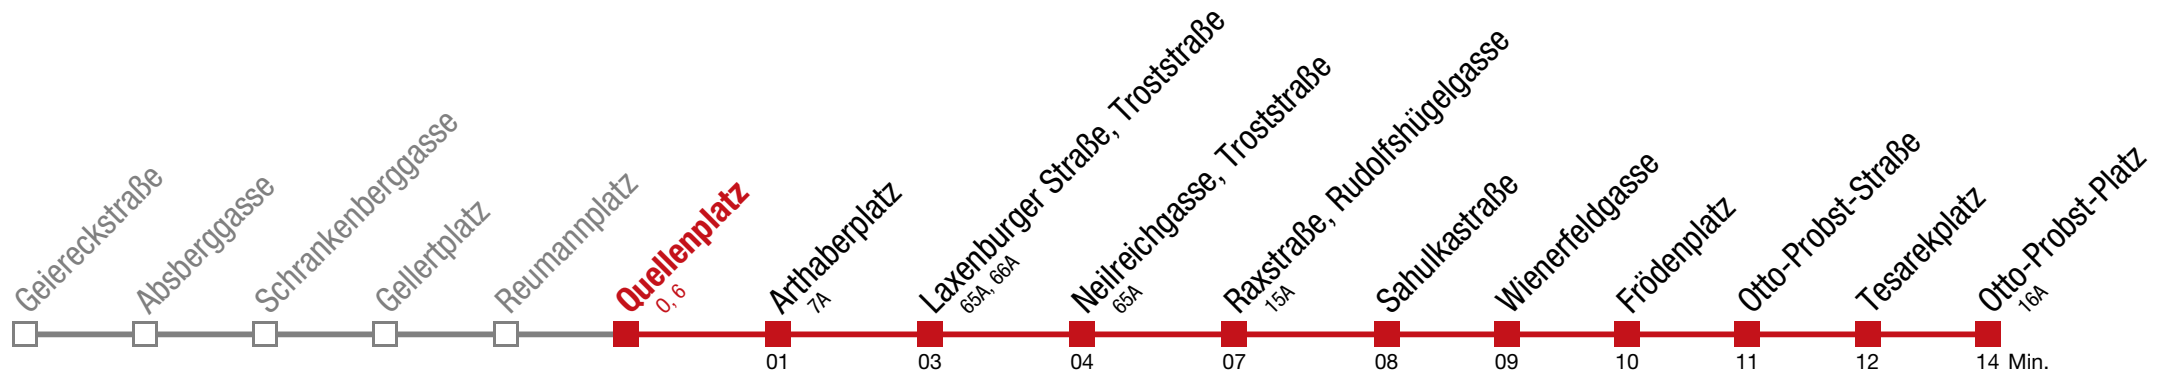 Geiereckstraße
Absberggasse
Schrankenberggasse
Gellertplatz
Reumannplatz
Quellenplatz
0, 6
Arthaberplatz
7A
Laxenburger Straße, Troststraße
65A, 66A
Neilreichgasse, Troststraße
65A
Raxstraße, Rudolfshügelgasse
15A
Sahulkastraße
Wienerfeldgasse
Frödenplatz
Otto-Probst-Straße
Tesarekplatz
Otto-Probst-Platz
16A
01 03 04 07 08 09 10 11 12 14 Min.